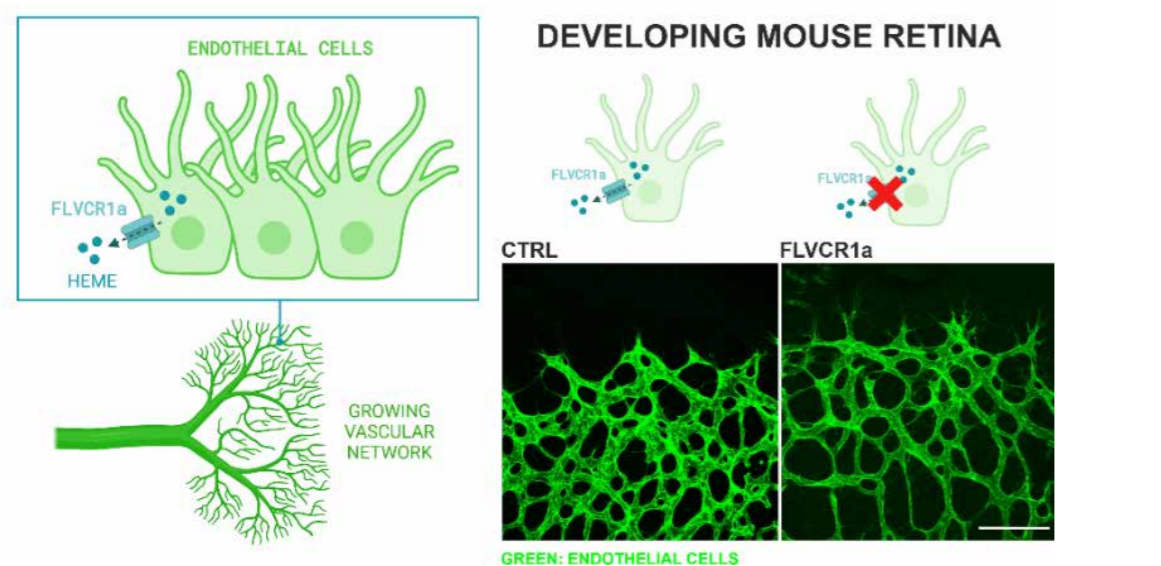 ENDOTHELIAL CELLS
FLVCR1a
HEME
GROWING
VASCULAR
NETWORK
DEVELOPING MOUSE RETINA
FLVCR1a
FLVCR1a
CTRL
FLVCR1a
GREEN: ENDOTHELIAL CELLS